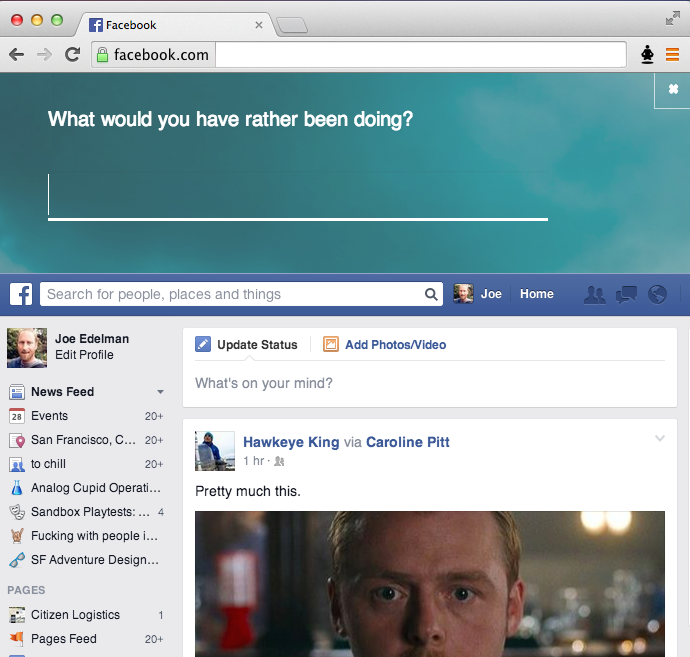 Facebook
facebook.com
What would you have rather been doing?
Search for people, places and things
Joe
Home
Joe Edelman
Edit Profile
News Feed
Events 20+
San Francisco, C... 20+
to chill 20+
Analog Cupid Operati...
Sandbox Playtests: ... 4
Fucking with people i...
SF Adventure Design...
PAGES
Citizen Logistics 1
Pages Feed 20+
Update Status
Add Photos/Video
What's on your mind?
Hawkeye King via Caroline Pitt
1 hr ·
Pretty much this.
28